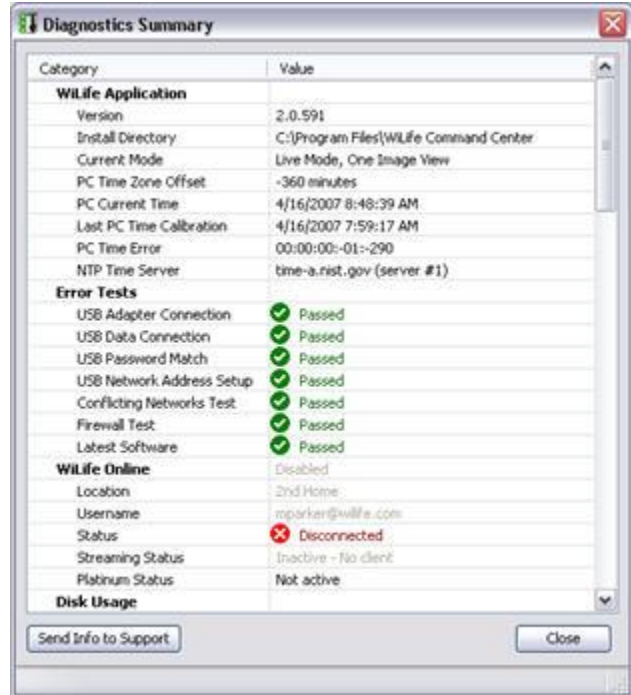 Diagnostics Summary
Category Value
WiLife Application
Version 2.0.591
Install Directory C:\Program Files\WiLife Command Center
Current Mode Live Mode, One Image View
PC Time Zone Offset -360 minutes
PC Current Time 4/16/2007 8:48:39 AM
Last PC Time Calibration 4/16/2007 7:59:17 AM
PC Time Error 00:00:00:-01:-290
NTP Time Server time-a.nist.gov (server #1)
Error Tests
USB Adapter Connection Passed
USB Data Connection Passed
USB Password Match Passed
USB Network Address Setup Passed
Conflicting Networks Test Passed
Firewall Test Passed
Latest Software Passed
WiLife Online Disabled
Location 2nd Home
Username mparker@wilife.com
Status Disconnected
Streaming Status Inactive - No client
Platinum Status Not active
Disk Usage
Send Info to Support Close